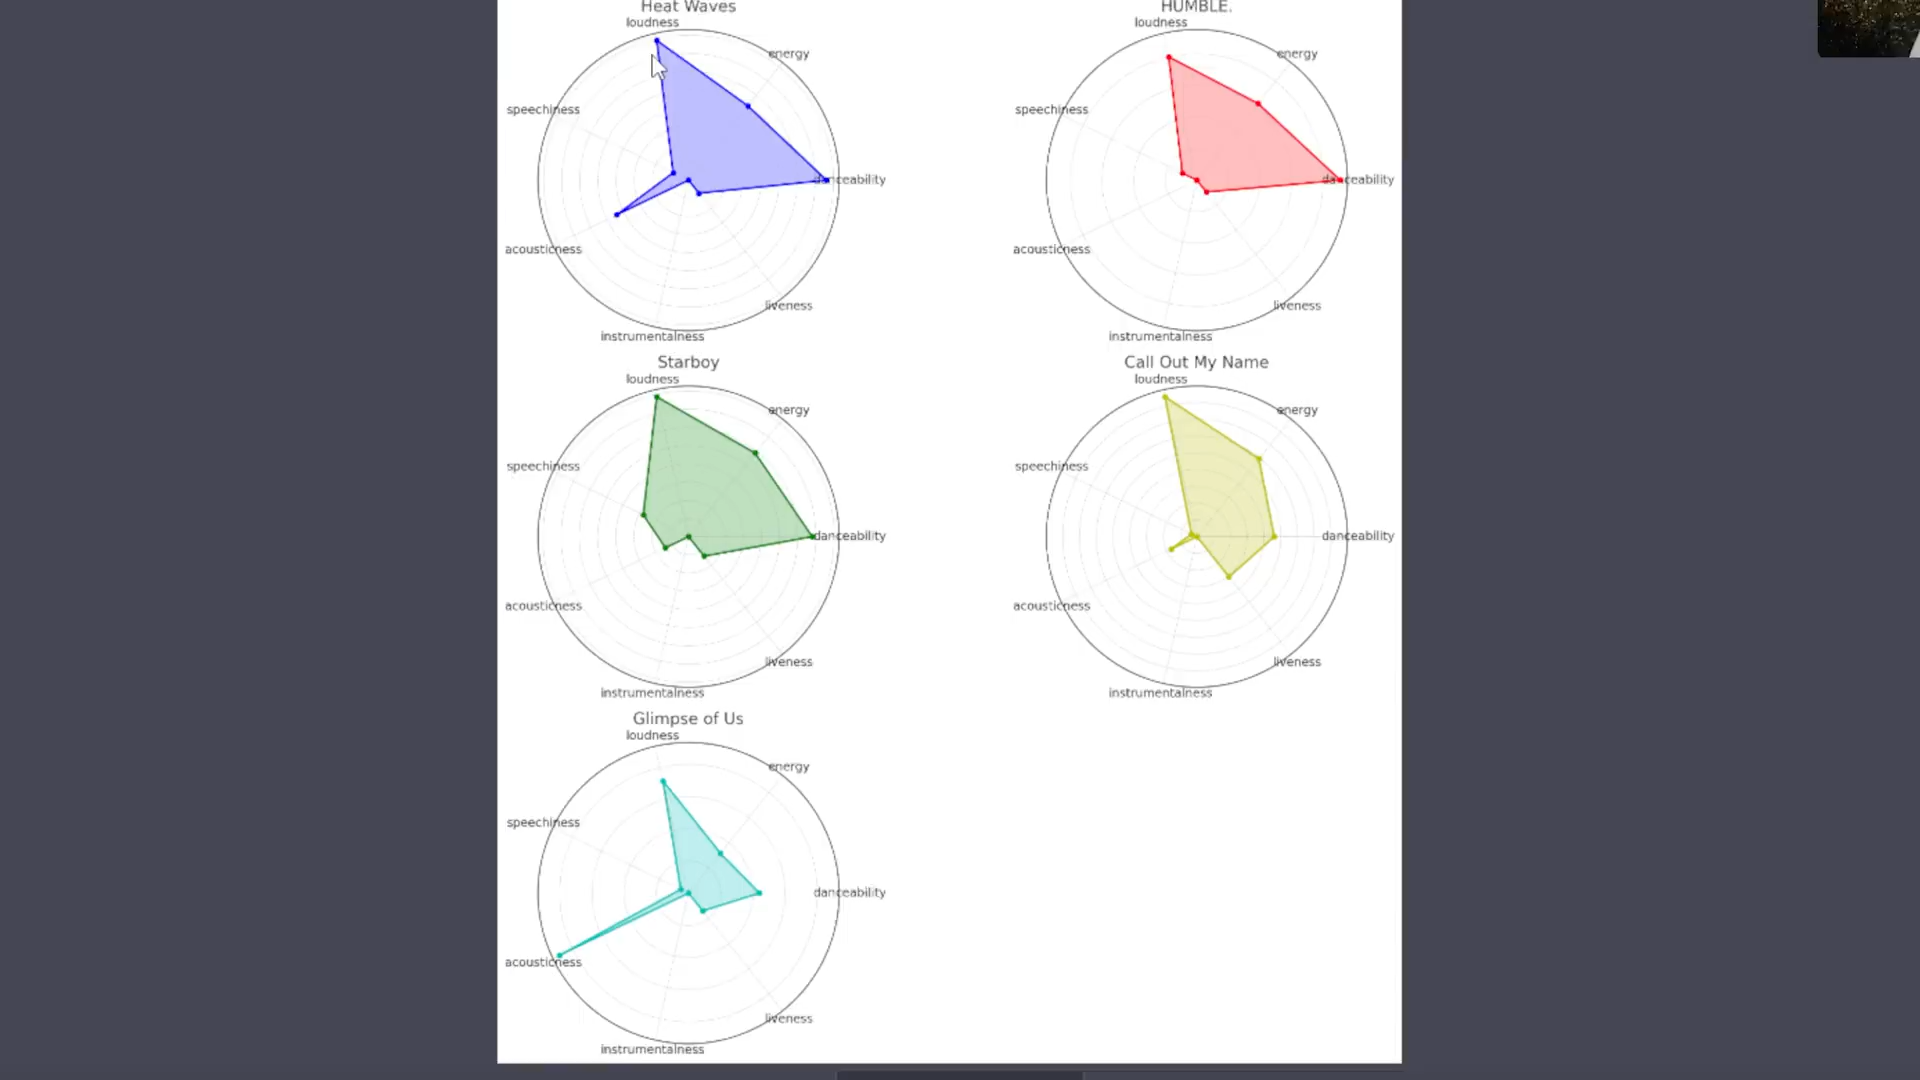 Heat Waves
loudness
energy
speechiness
danceability
acousticness
liveness
instrumentalness
HUMBLE.
loudness
energy
speechiness
danceability
acousticness
liveness
instrumentalness
Starboy
loudness
energy
speechiness
danceability
acousticness
liveness
instrumentalness
Call Out My Name
loudness
energy
speechiness
danceability
acousticness
liveness
instrumentalness
Glimpse of Us
loudness
energy
speechiness
danceability
acousticness
liveness
instrumentalness